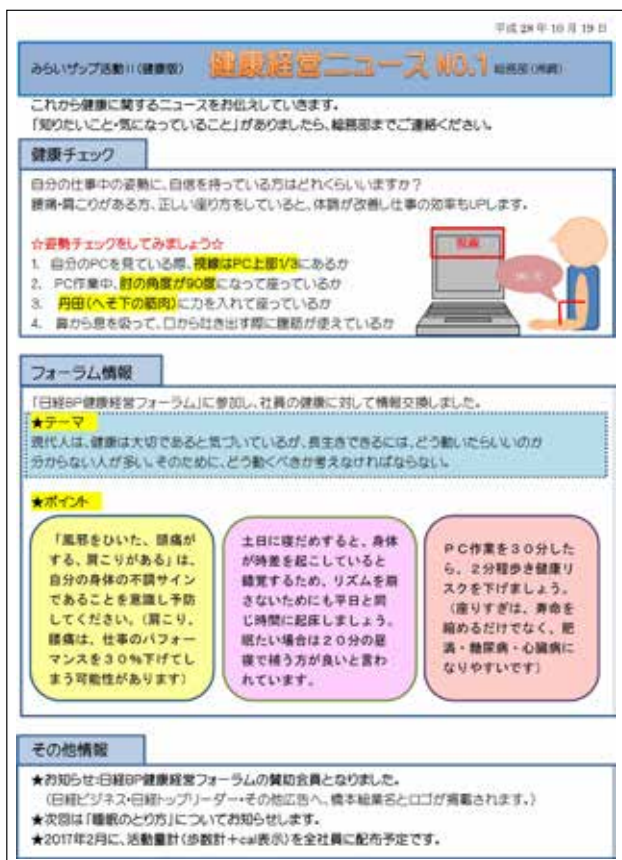 平成 28 年 10 月 19 日
みらいザップ活動II(健康版) 健康経営ニュース NO.1 総務部
これから健康に関するニュースをお伝えしていきます。
「知りたいこと・気になっていること」がありましたら、総務部までご連絡ください。
健康チェック
自分の仕事中の姿勢に、自信を持っている方はどれくらいいますか？
腰痛・肩こりがある方、正しい座り方をしていると、体調が改善し仕事の効率もUPします。
☆姿勢チェックをしてみましょう☆
1. 自分のPCを見ている際、視線はPC上部1/3にあるか
2. PC作業中、肘の角度が90度になって座っているか
3. 丹田(へそ下の筋肉)に力を入れて座っているか
4. 鼻から息を吸って、口から吐き出す際に腹筋が使えているか
視線
フォーラム情報
「日経BP健康経営フォーラム」に参加し、社員の健康に対して情報交換しました。
★テーマ
現代人は、健康は大切であると気づいているが、長生きできるには、どう動いたらいいのか
分からない人が多い。そのために、どう動くべきか考えなければならない。
★ポイント
「風邪をひいた、頭痛が
する、肩こりがある」は、
自分の身体の不調サイン
であることを意識し予防
してください。（肩こり、
腰痛は、仕事のパフォー
マンスを３０％下げてし
まう可能性があります）
土日に寝だめすると、身体
が時差を起こしていると
錯覚するため、リズムを崩
さないためにも平日と同
じ時間に起床しましょう。
眠たい場合は２０分の昼
寝で補う方が良いと言わ
れています。
ＰＣ作業を３０分した
ら、２分程歩き健康リ
スクを下げましょう。
（座りすぎは、寿命を
縮めるだけでなく、肥
満・糖尿病・心臓病に
なりやすいです）
その他情報
★お知らせ:日経BP健康経営フォーラムの賛助会員となりました。
（日経ビジネス・日経トップリーダー・その他広告へ、橋本総業名とロゴが掲載されます。）
★次回は「睡眠のとり方」についてお知らせします。
★2017年2月に、活動量計(歩数計＋cal表示)を全社員に配布予定です。